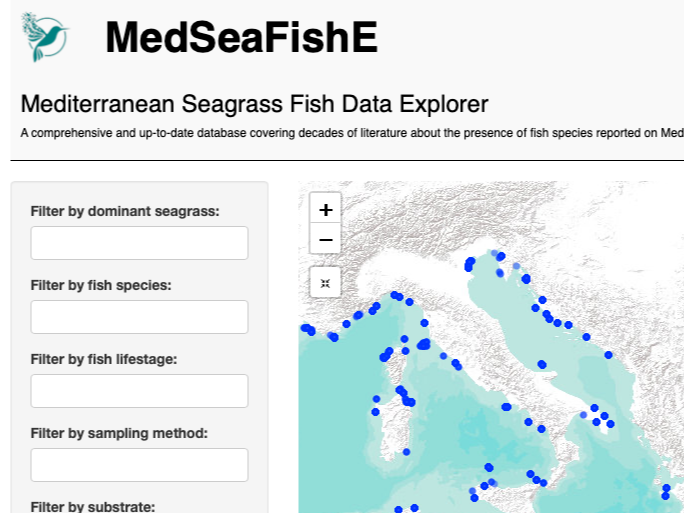 MedSeaFishE
Mediterranean Seagrass Fish Data Explorer
A comprehensive and up-to-date database covering decades of literature about the presence of fish species reported on Med
Filter by dominant seagrass:
Filter by fish species:
Filter by fish lifestage:
Filter by sampling method:
Filter by substrate:
+
−